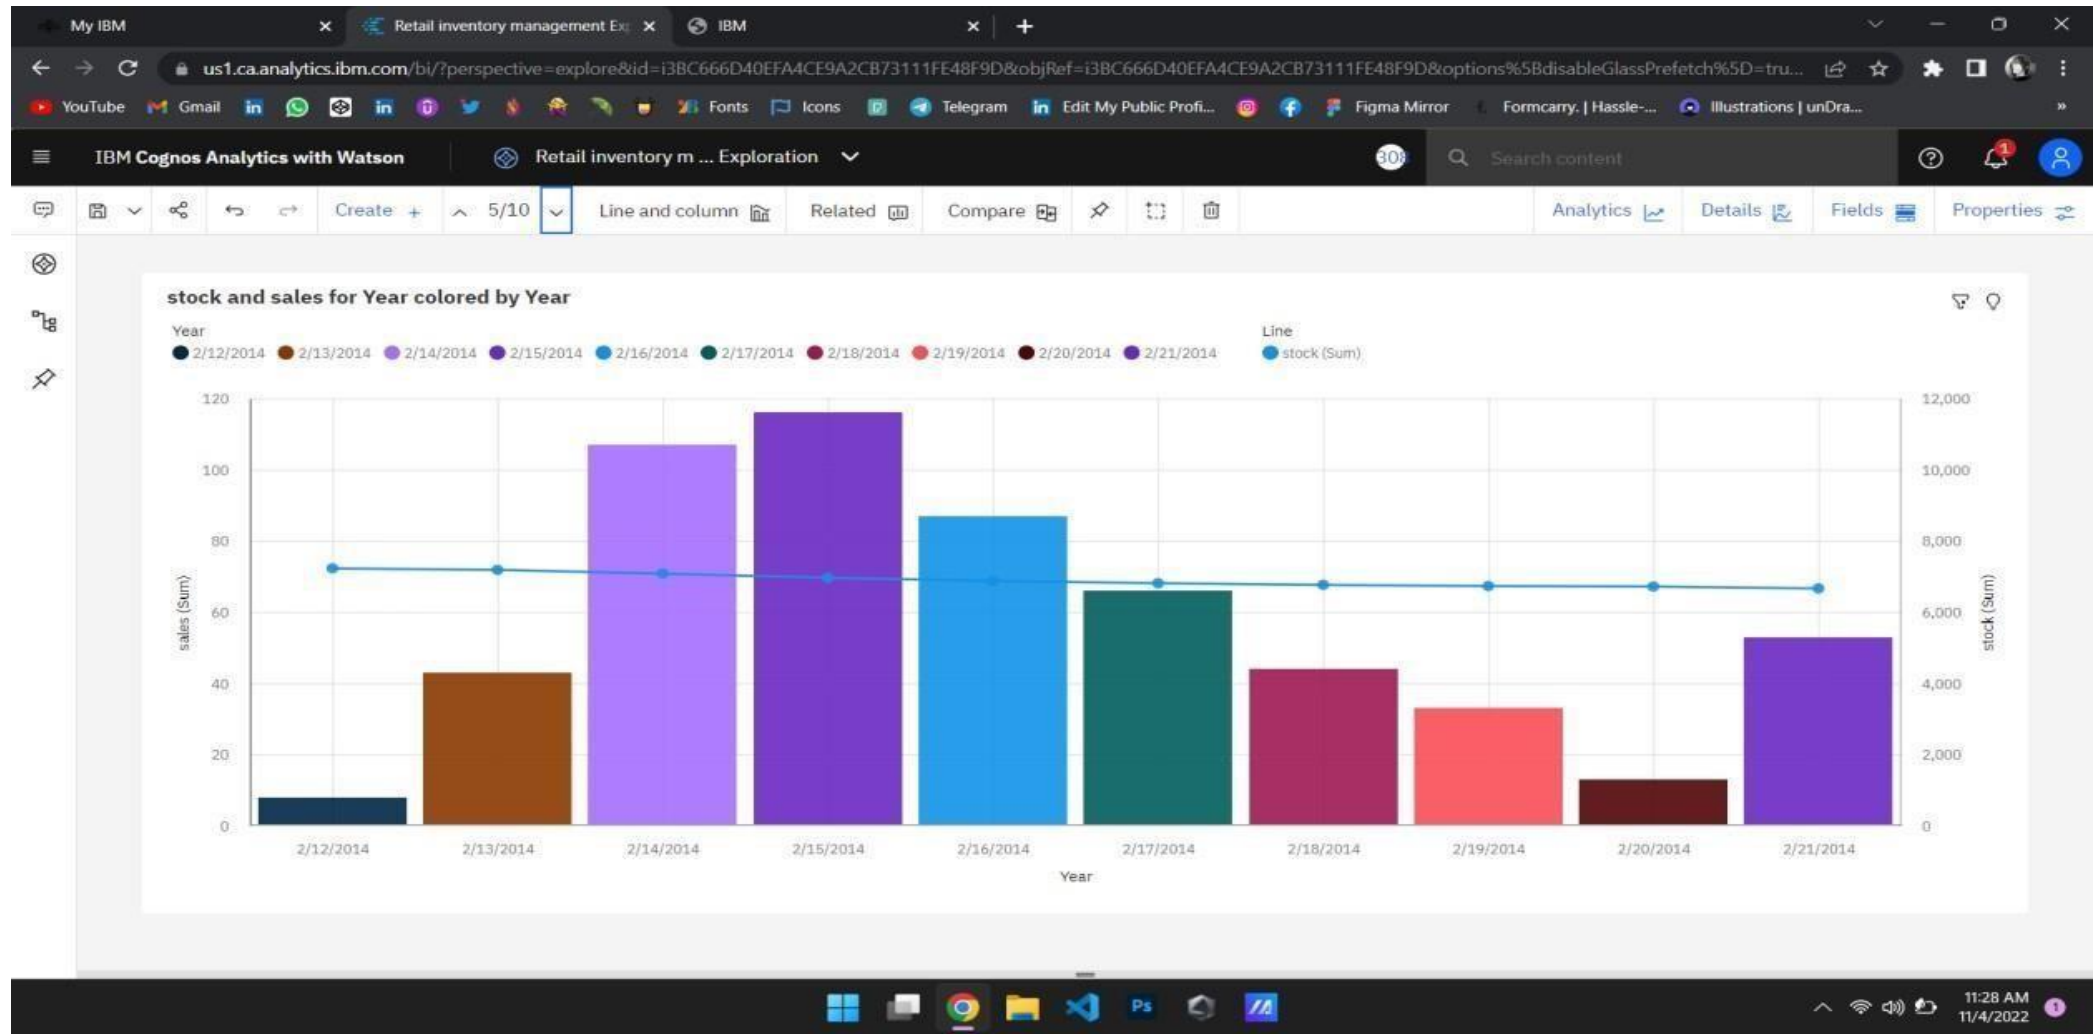 My IBM
Retail inventory management Ex
IBM
us1.ca.analytics.ibm.com/bi/?perspective=explore&id=i3BC666D40EFA4CE9A2CB73111FE48F9D&objRef=i3BC666D40EFA4CE9A2CB73111FE48F9D&options%5BdisableGlassPrefetch%5D=tru...
YouTube Gmail Fonts Icons Telegram Edit My Public Profi... Figma Mirror Formcarry. | Hassle-... Illustrations | unDra... »
IBM Cognos Analytics with Watson Retail inventory m ... Exploration 308 Search content 1
Create + 5/10 Line and column Related Compare Analytics Details Fields Properties
stock and sales for Year colored by Year
Year Line
2/12/2014 2/13/2014 2/14/2014 2/15/2014 2/16/2014 2/17/2014 2/18/2014 2/19/2014 2/20/2014 2/21/2014 stock (Sum)
120 12,000
100 10,000
80 8,000
sales (Sum)
60 6,000
stock (Sum)
40 4,000
20 2,000
0 0
2/12/2014 2/13/2014 2/14/2014 2/15/2014 2/16/2014 2/17/2014 2/18/2014 2/19/2014 2/20/2014 2/21/2014
Year
Ps
11:28 AM
11/4/2022
1